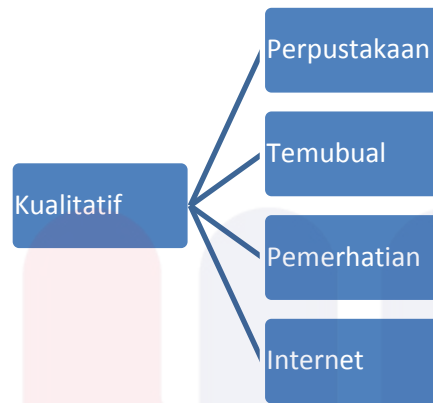 Perpustakaan
Temubual
Kualitatif
Pemerhatian
Internet